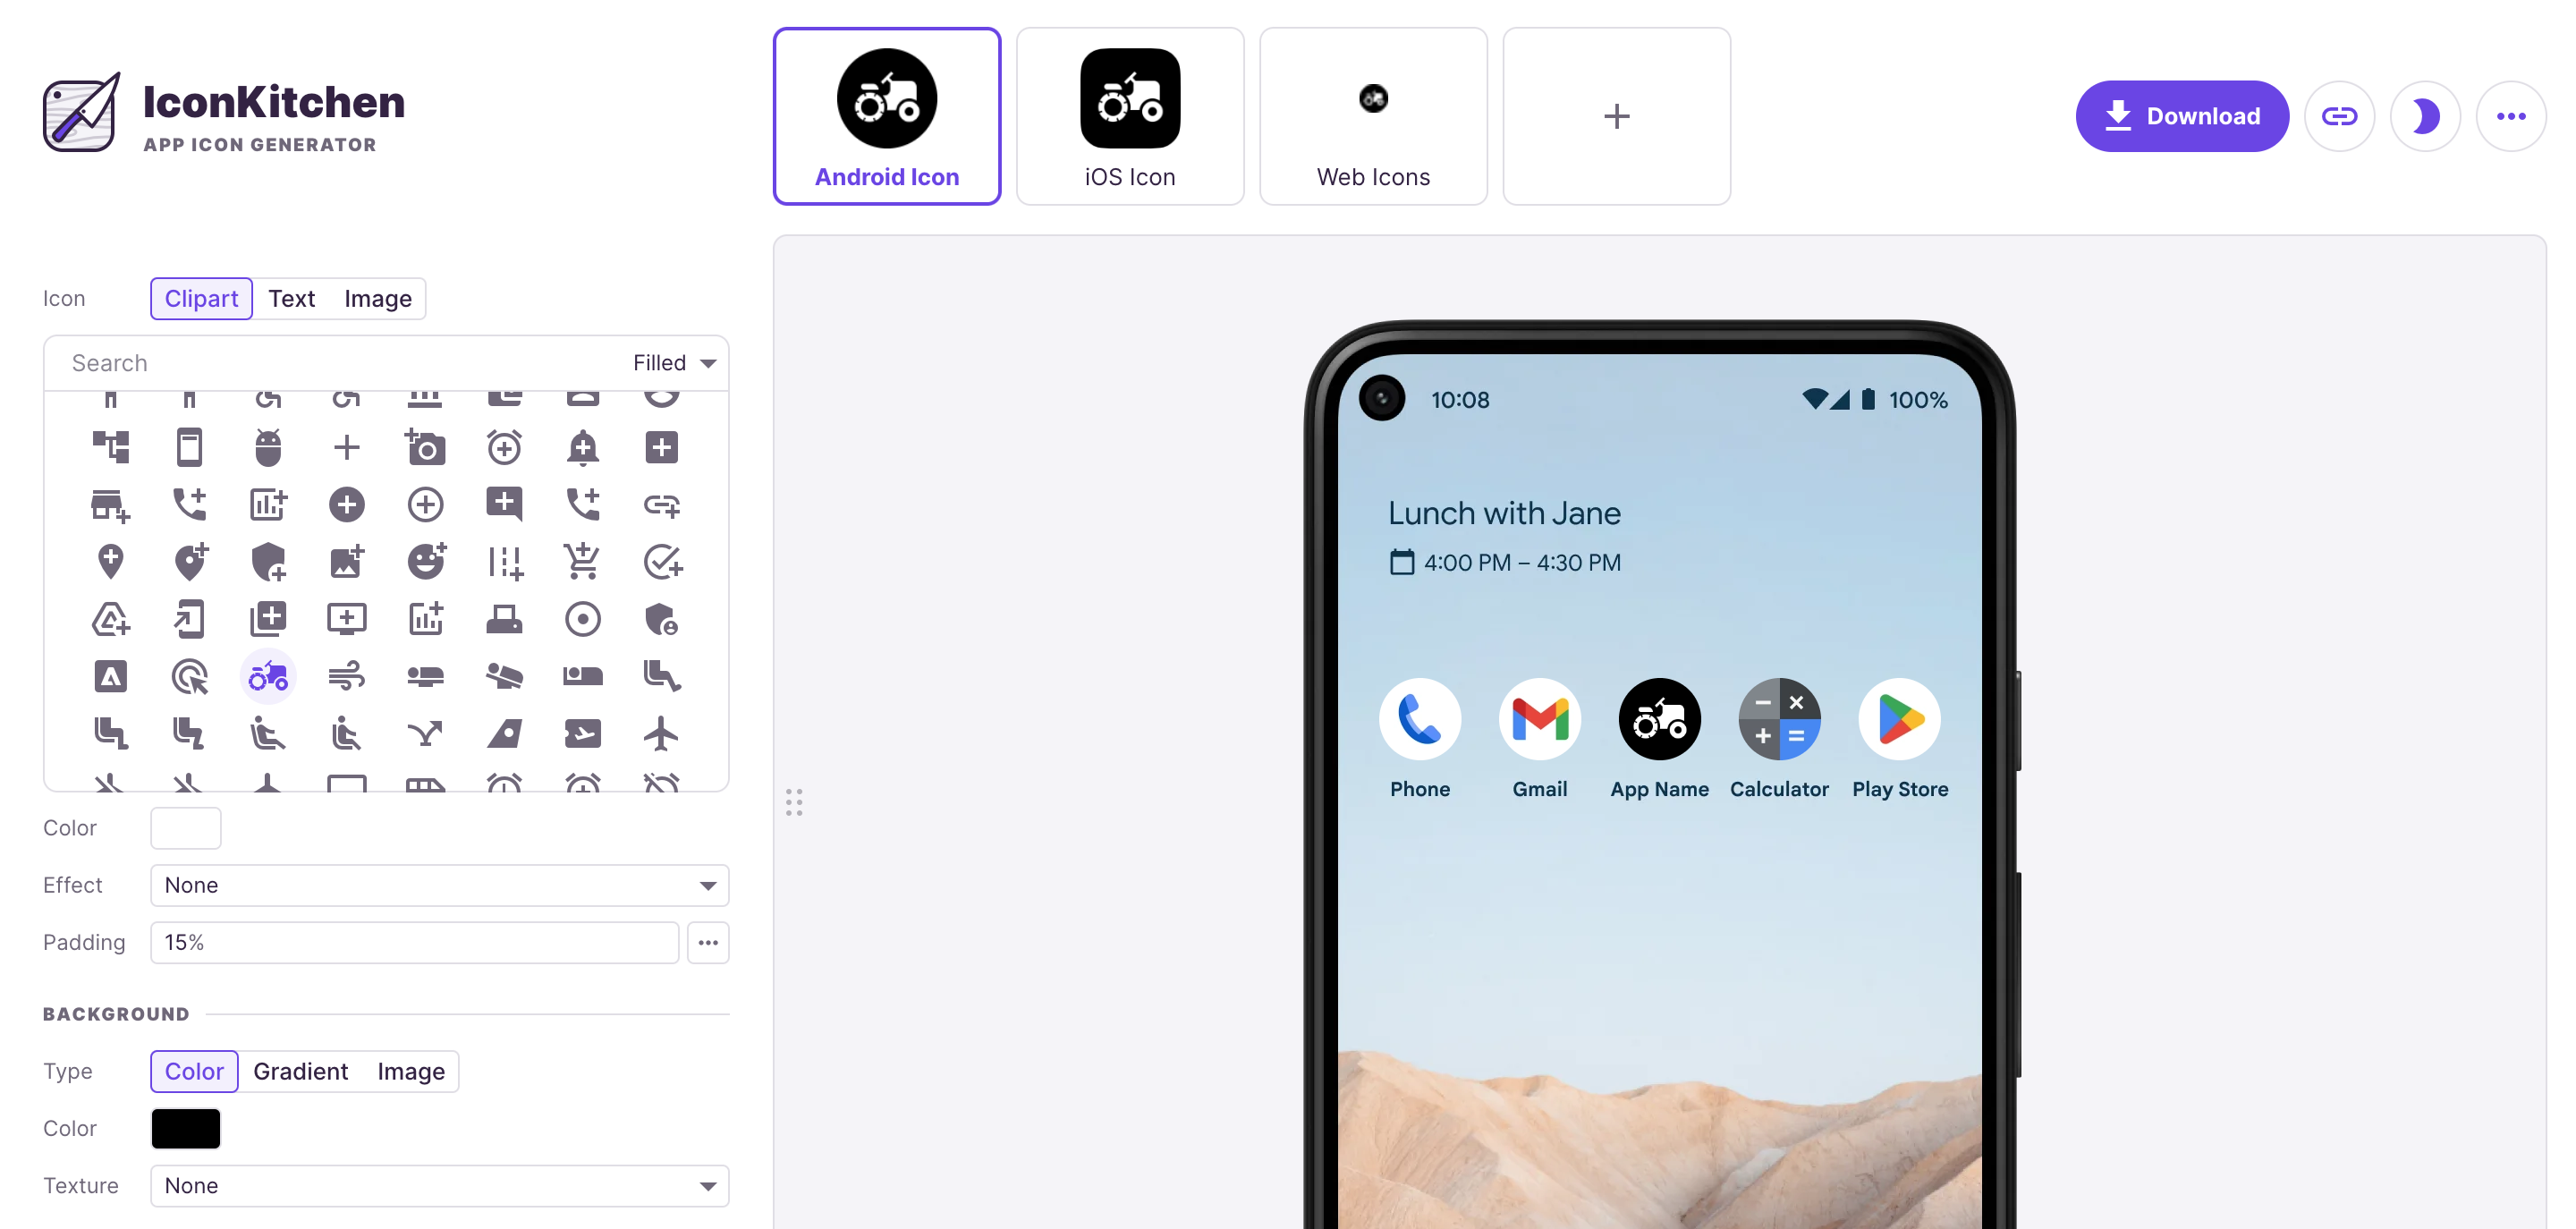 IconKitchen
APP ICON GENERATOR
Android Icon
iOS Icon
Web Icons
Download
Icon
Clipart
Text
Image
Search
Filled
Color
Effect
None
Padding
15%
BACKGROUND
Type
Color
Gradient
Image
Color
Texture
None
10:08
100%
Lunch with Jane
4:00 PM – 4:30 PM
Phone
Gmail
App Name
Calculator
Play Store